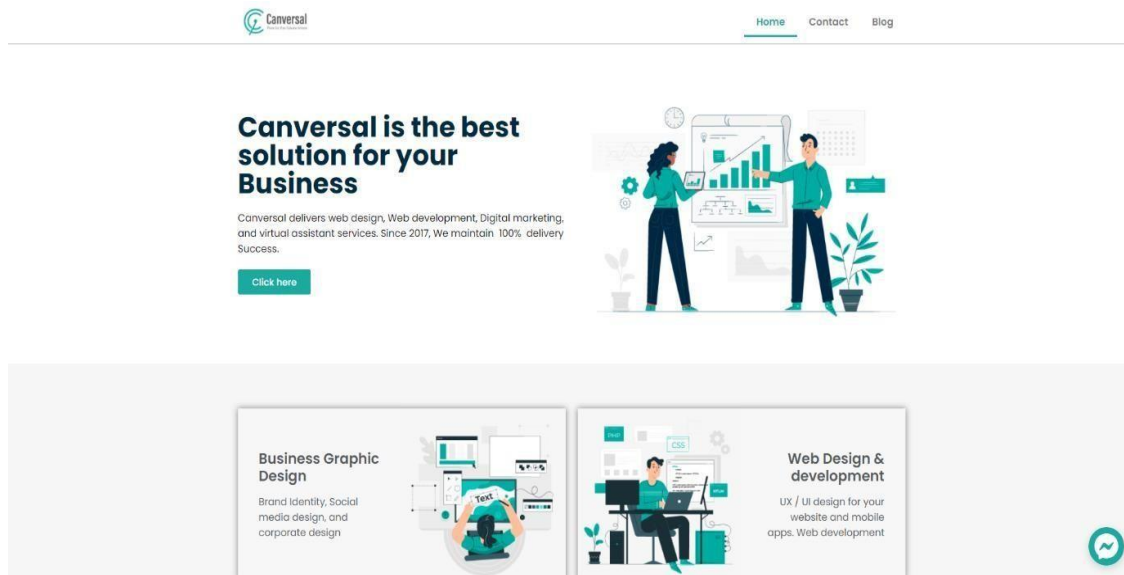 Canversal
Home
Contact
Blog
Canversal is the best
solution for your
Business
Canversal delivers web design, Web development, Digital marketing,
and virtual assistant services. Since 2017, We maintain 100% delivery
Success.
Click here
Business Graphic
Design
Brand Identity, Social
media design, and
corporate design
Text
CSS
Web Design &
development
UX / UI design for your
website and mobile
apps. Web development